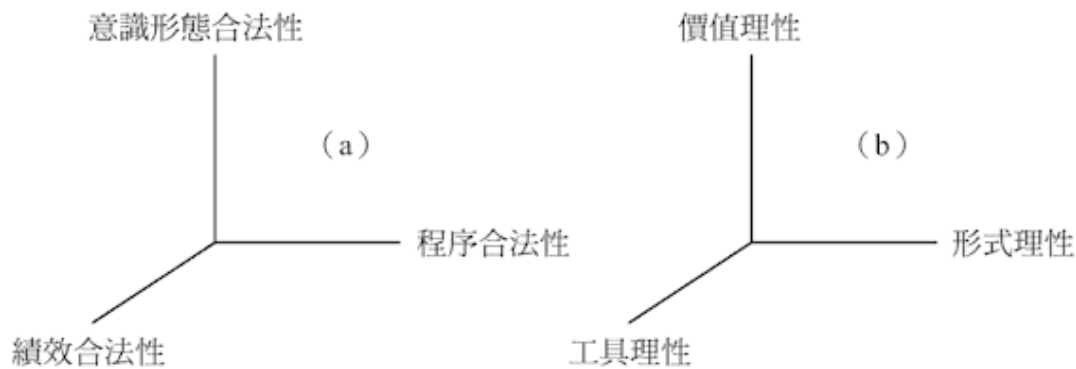 意識形態合法性
價值理性
（a）
（b）
程序合法性
形式理性
績效合法性
工具理性